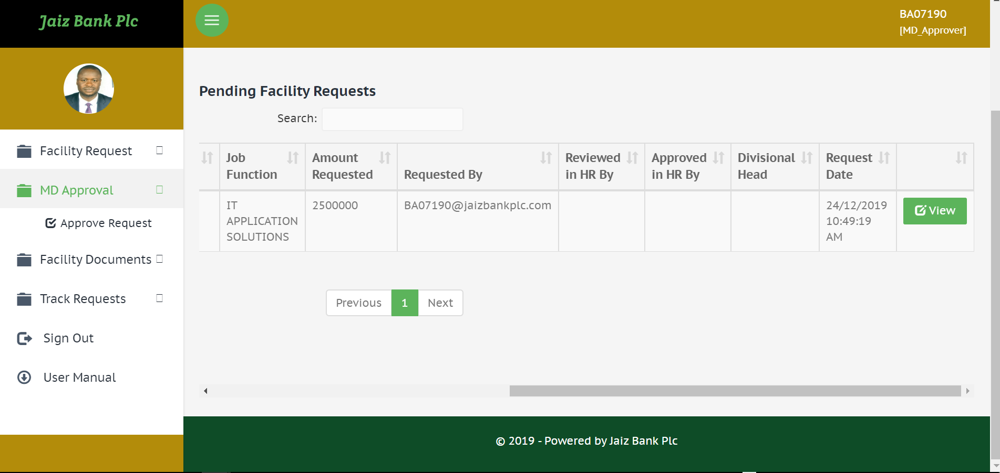 Jaiz Bank Plc
BA07190
[MD_Approver]
Facility Request
MD Approval
Approve Request
Facility Documents
Track Requests
Sign Out
User Manual
Pending Facility Requests
Search:
Job Function
Amount Requested
Requested By
Reviewed in HR By
Approved in HR By
Divisional Head
Request Date
IT APPLICATION SOLUTIONS
2500000
BA07190@jaizbankplc.com
24/12/2019 10:49:19 AM
View
Previous 1 Next
© 2019 - Powered by Jaiz Bank Plc